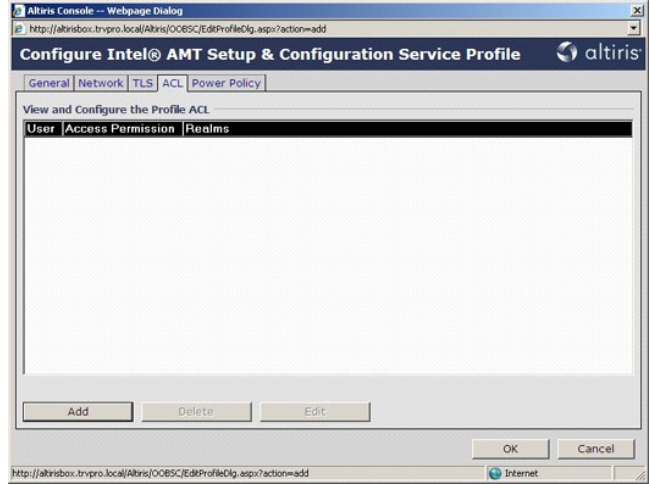 Altiris Console -- Webpage Dialog
http://altirisbox.trvpro.local/Altiris/OOBSC/EditProfileDlg.aspx?action=add
Configure Intel® AMT Setup & Configuration Service Profile
altiris
General Network TLS ACL Power Policy
View and Configure the Profile ACL
User Access Permission Realms
Add Delete Edit
OK Cancel
http://altirisbox.trvpro.local/Altiris/OOBSC/EditProfileDlg.aspx?action=add Internet